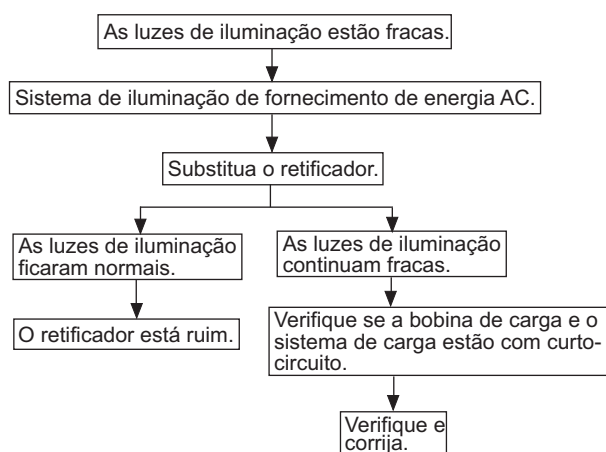 As luzes de iluminação estão fracas.
Sistema de iluminação de fornecimento de energia AC.
Substitua o retificador.
As luzes de iluminação
ficaram normais.
As luzes de iluminação
continuam fracas.
O retificador está ruim.
Verifique se a bobina de carga e o
sistema de carga estão com curto-
circuito.
Verifique e
corrija.